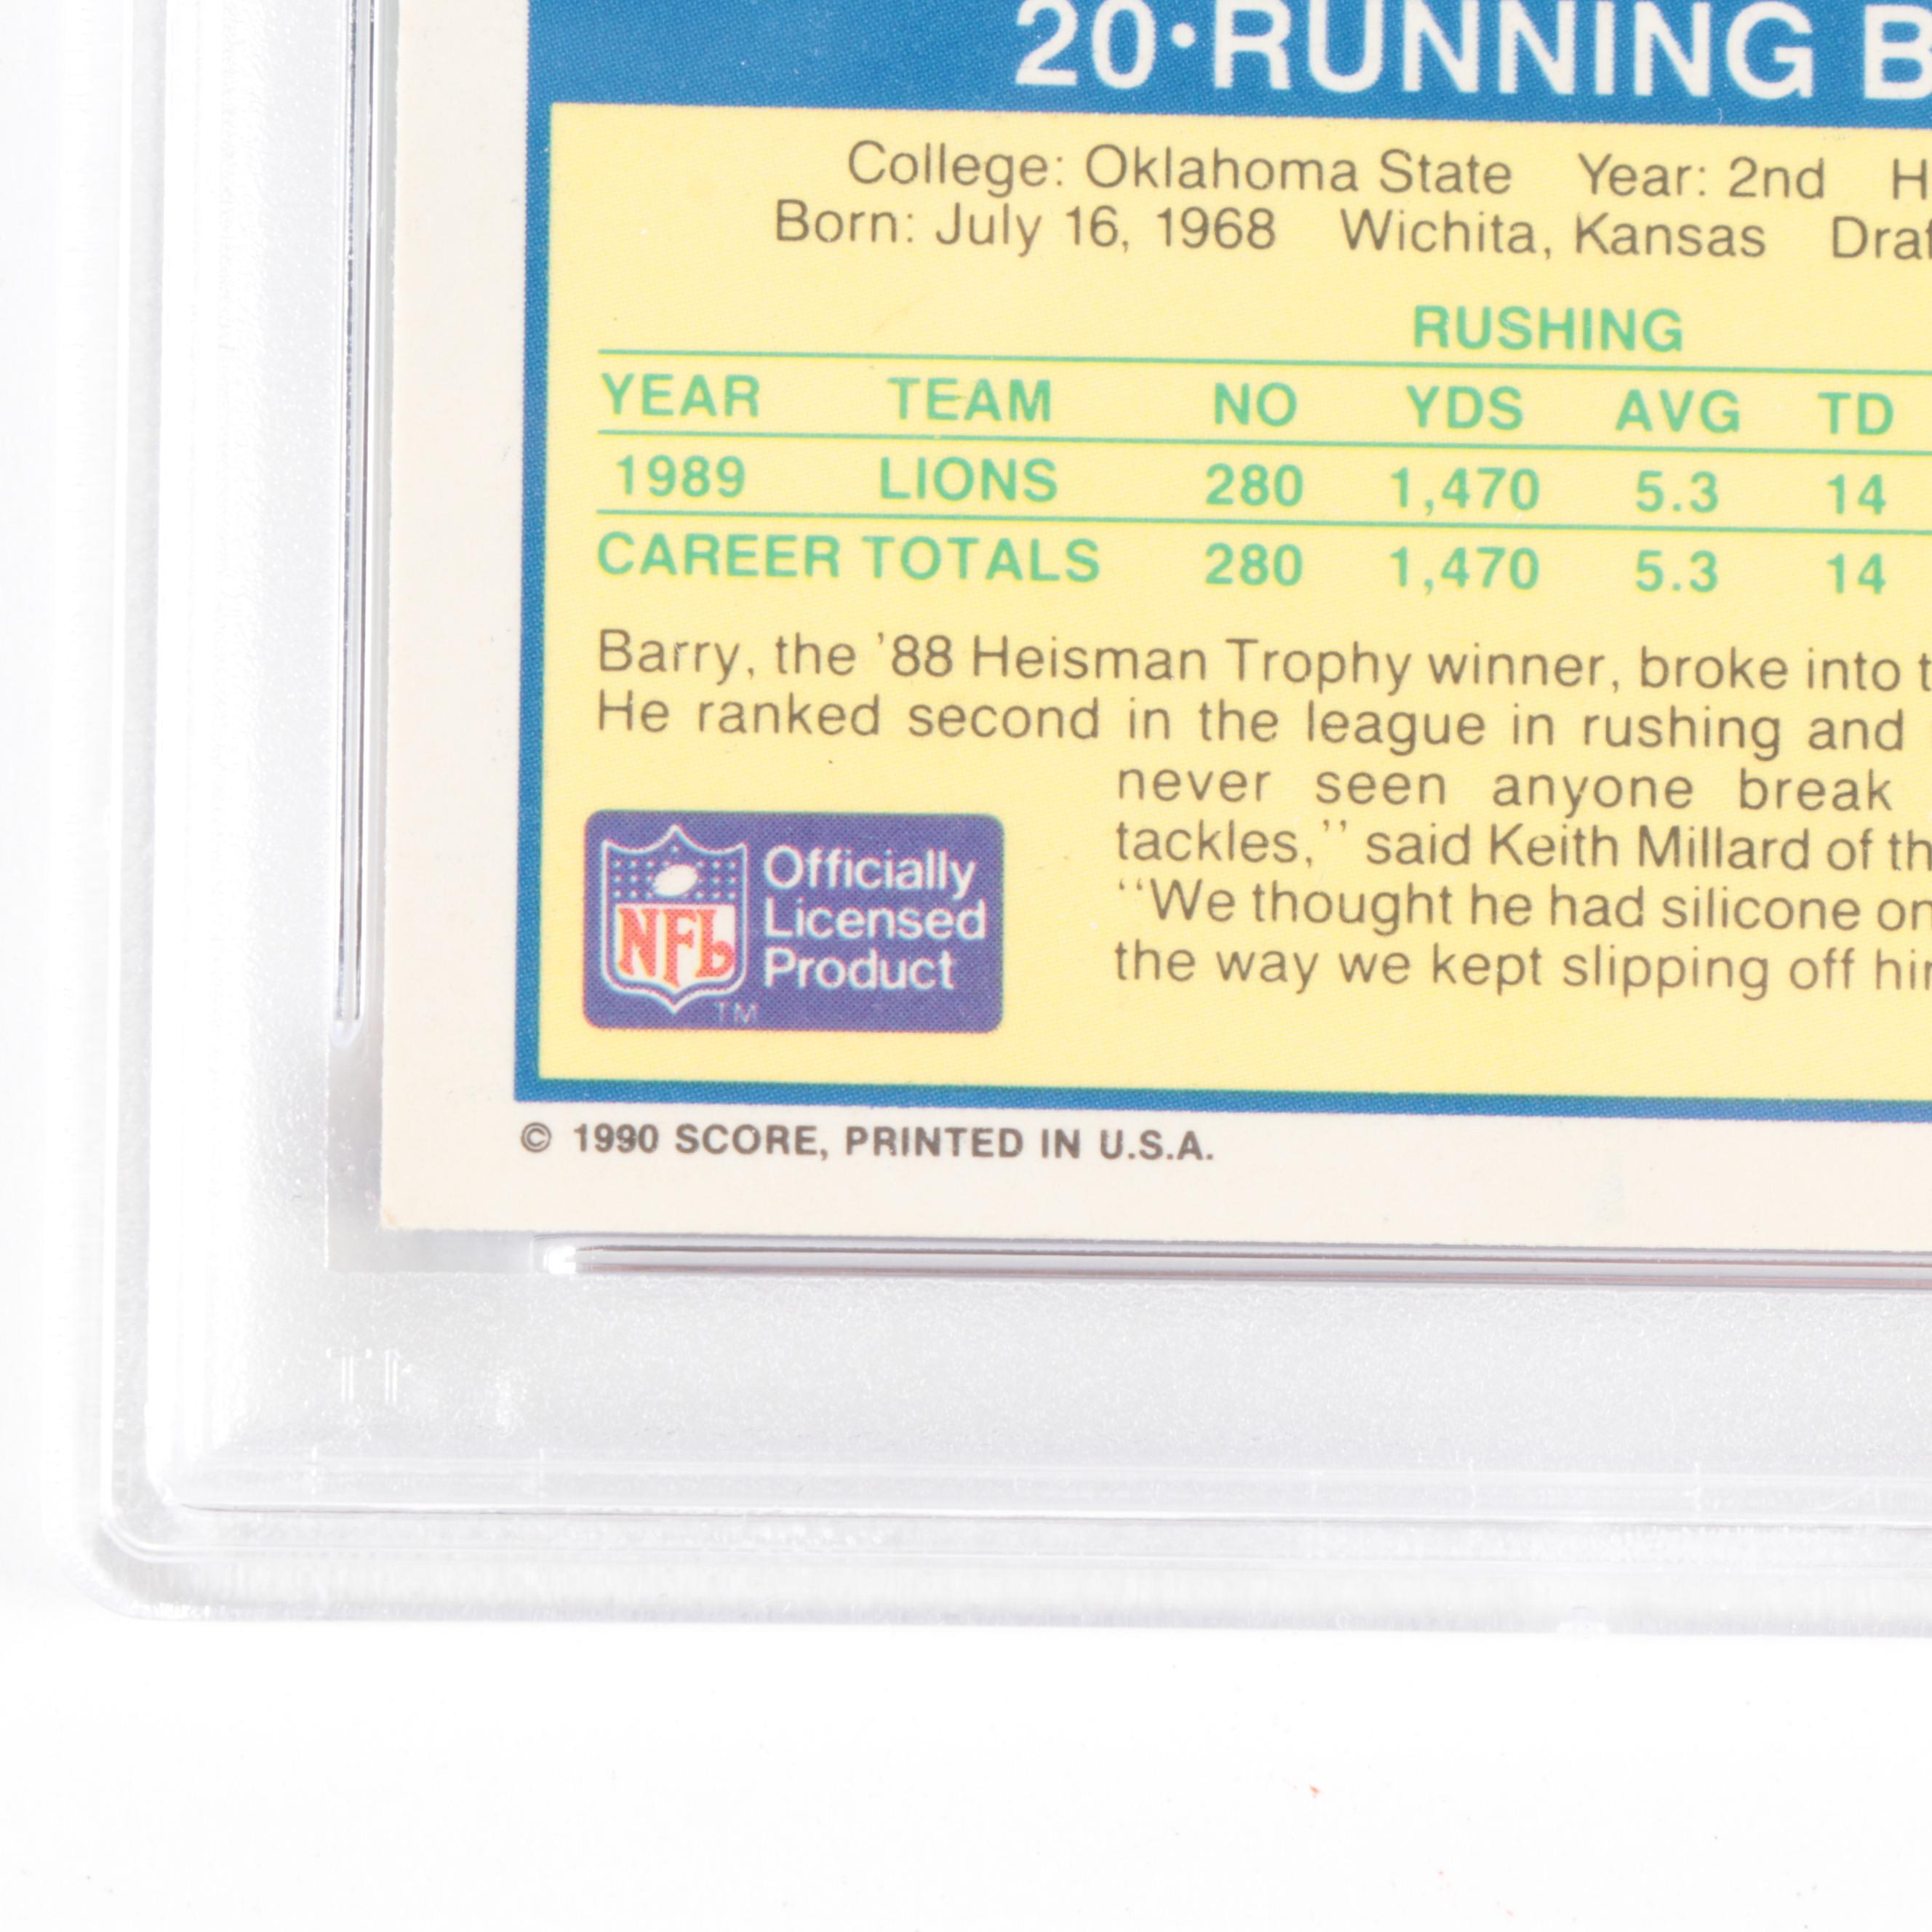 20•RUNNING B
College: Oklahoma State Year: 2nd H
Born: July 16, 1968 Wichita, Kansas Draf
RUSHING
YEAR TEAM NO YDS AVG TD
1989 LIONS 280 1,470 5.3 14
CAREER TOTALS 280 1,470 5.3 14
Barry, the '88 Heisman Trophy winner, broke into t
He ranked second in the league in rushing and
never seen anyone break
tackles,'' said Keith Millard of th
‘‘We thought he had silicone on
the way we kept slipping off hi
NFL
TM
Officially
Licensed
Product
© 1990 SCORE, PRINTED IN U.S.A.